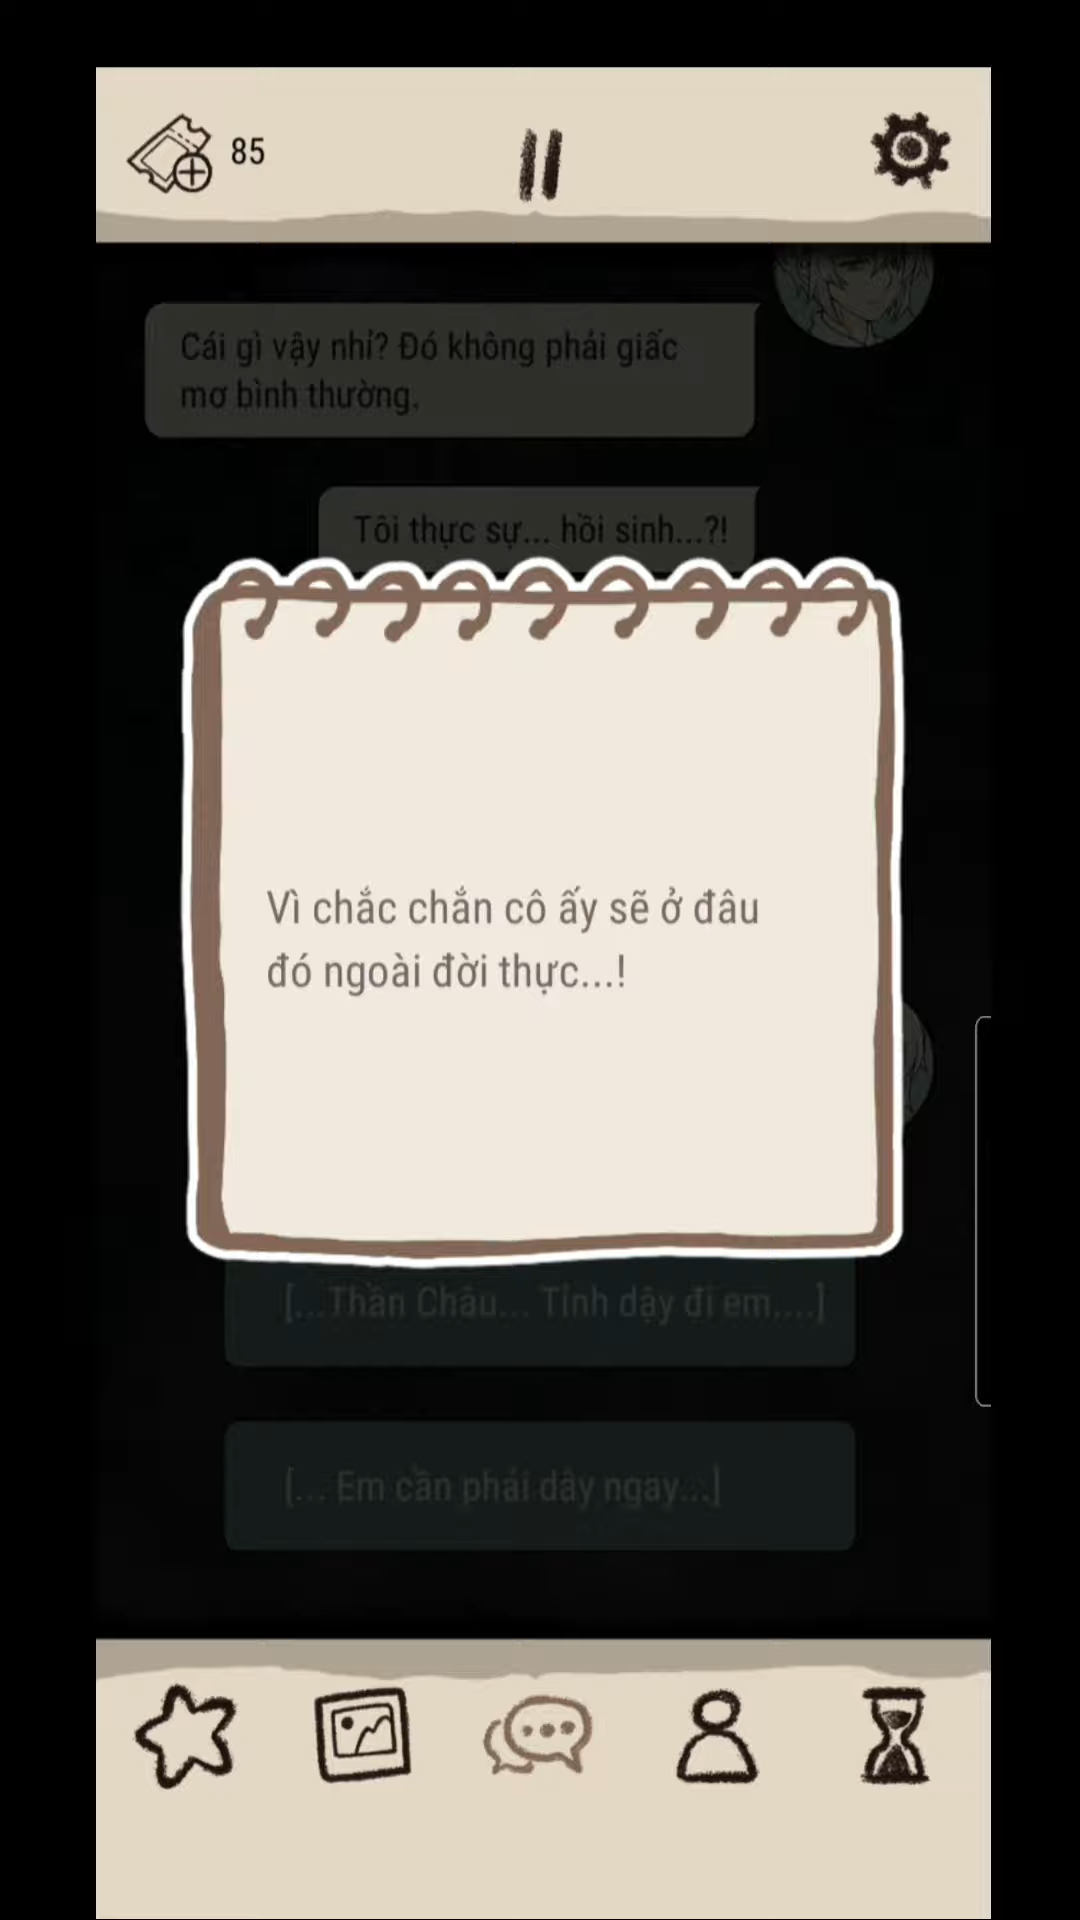 85
Cái gì vậy nhỉ? Đó không phải giấc
mơ bình thường.
Tôi thực sự... hồi sinh...?!
Vì chắc chắn cô ấy sẽ ở đâu
đó ngoài đời thực...!
[...Thần Châu... Tỉnh dậy đi em....]
[... Em cần phải dậy ngay...]